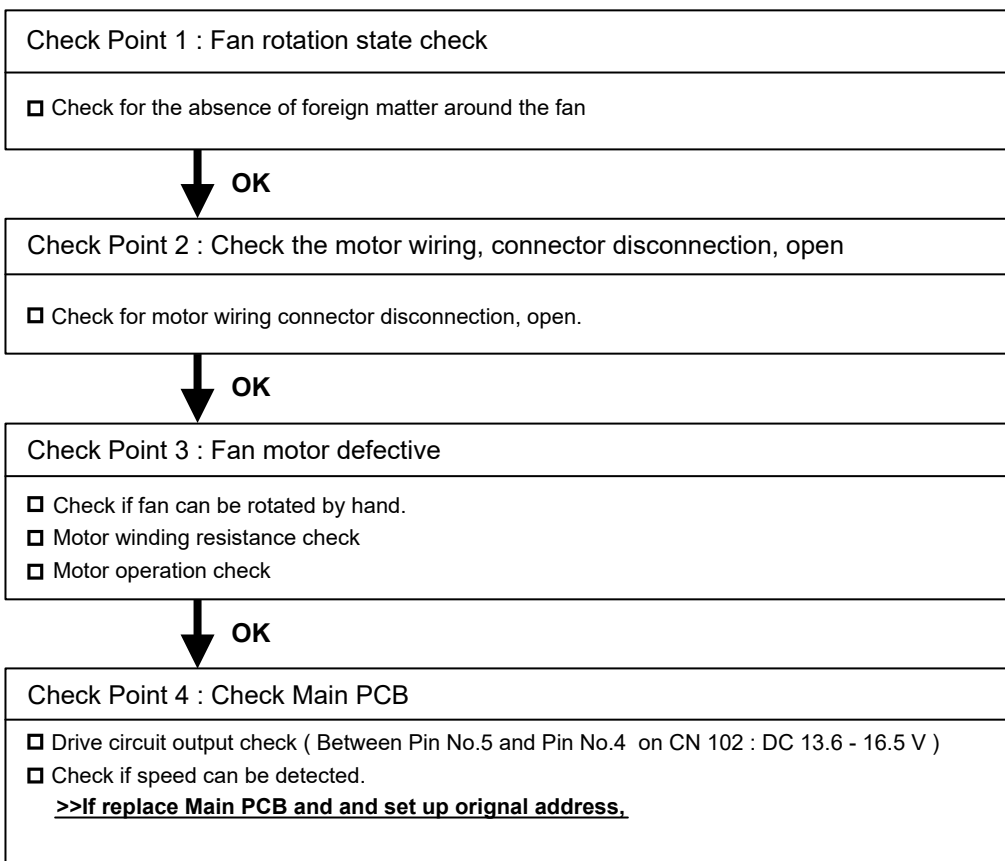 Check Point 1 : Fan rotation state check
Check for the absence of foreign matter around the fan
OK
Check Point 2 : Check the motor wiring, connector disconnection, open
Check for motor wiring connector disconnection, open.
OK
Check Point 3 : Fan motor defective
Check if fan can be rotated by hand.
Motor winding resistance check
Motor operation check
OK
Check Point 4 : Check Main PCB
Drive circuit output check ( Between Pin No.5 and Pin No.4 on CN 102 : DC 13.6 - 16.5 V )
Check if speed can be detected.
>>If replace Main PCB and and set up orignal address,